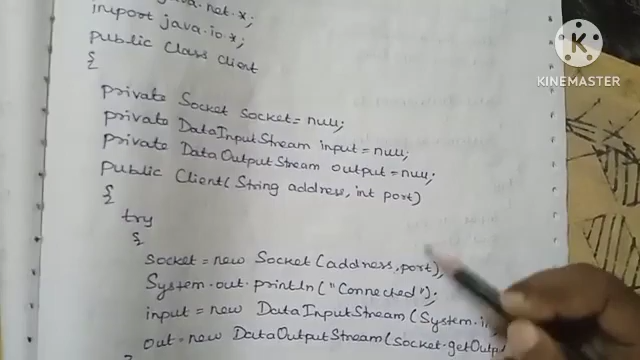 java.net.*;
import java.io.*;
public class client
{
private Socket socket = null;
private DataInputStream input = null;
private DataOutputStream output = null;
public Client( String address, int port)
{
try
{
socket = new Socket (address, port),
System.out.println ("Connected");
input = new DataInputStream (System.in
out = new DataOutputStream (socket.getOutp
K
KINEMASTER